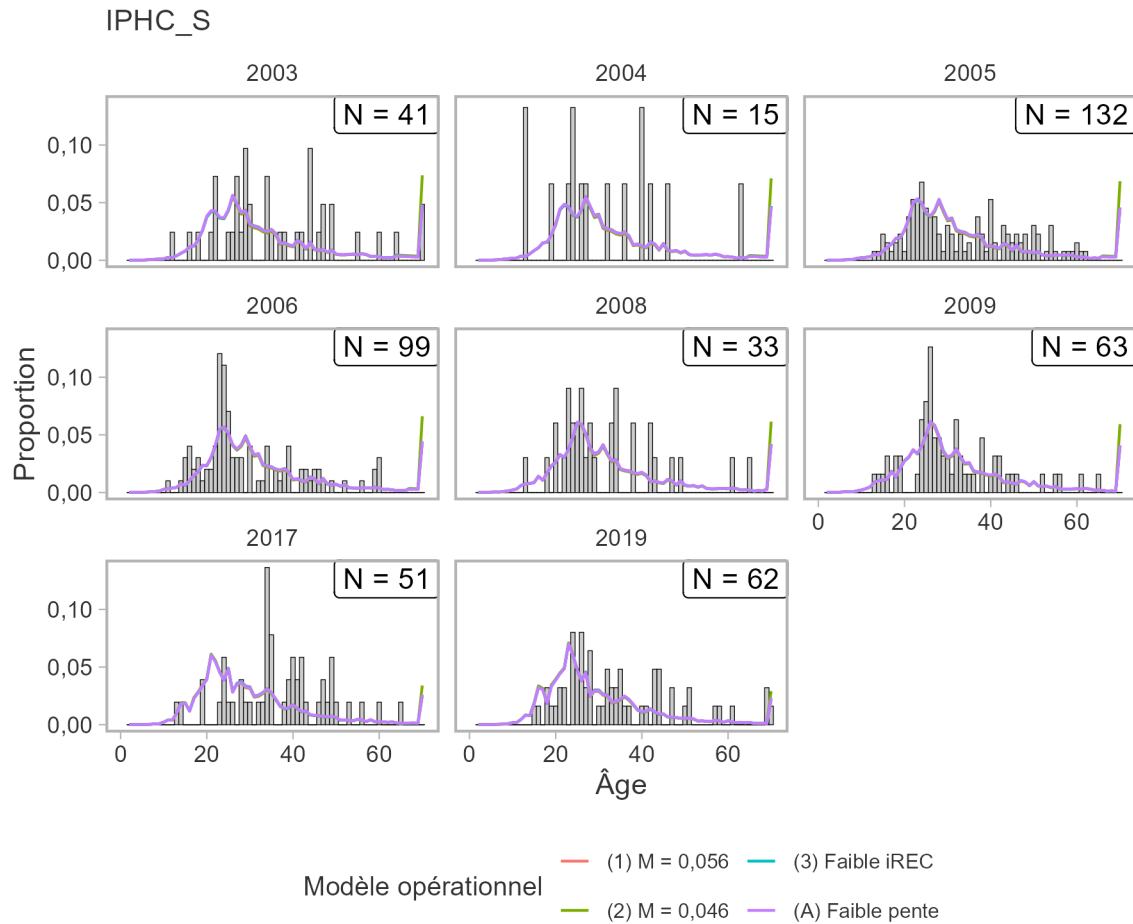 IPHC_S
2003 2004 2005
N = 41 N = 15 N = 132
0,10
0,05
0,00
2006 2008 2009
N = 99 N = 33 N = 63
0,10
0,05
0,00
0 20 40 60
2017 2019
N = 51 N = 62
0,10
0,05
0,00
0 20 40 60 0 20 40 60
Proportion
Âge
Modèle opérationnel
(1) M = 0,056 (3) Faible iREC
(2) M = 0,046 (A) Faible pente